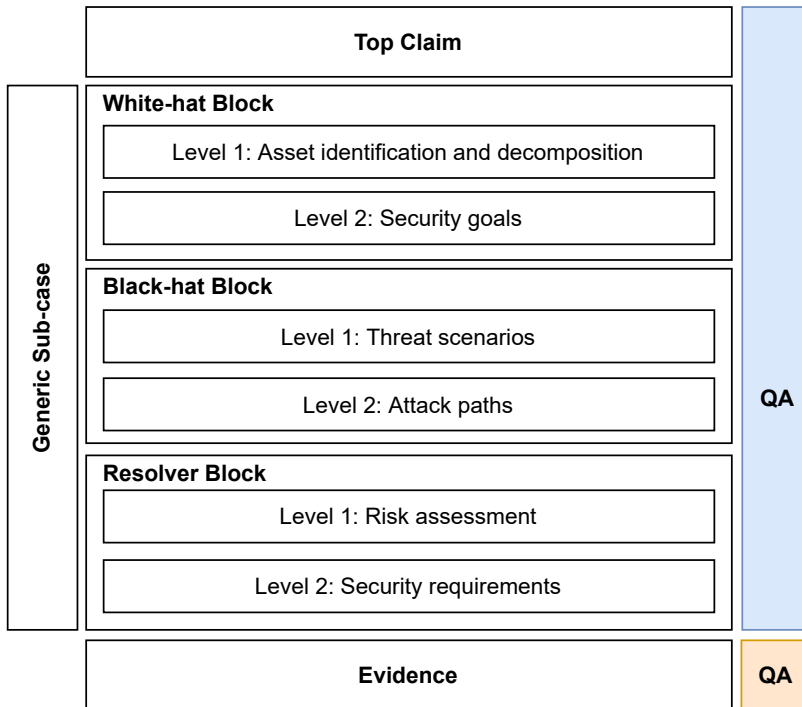 Top Claim
Generic Sub-case
White-hat Block
Level 1: Asset identification and decomposition
Level 2: Security goals
Black-hat Block
Level 1: Threat scenarios
Level 2: Attack paths
QA
Resolver Block
Level 1: Risk assessment
Level 2: Security requirements
Evidence
QA